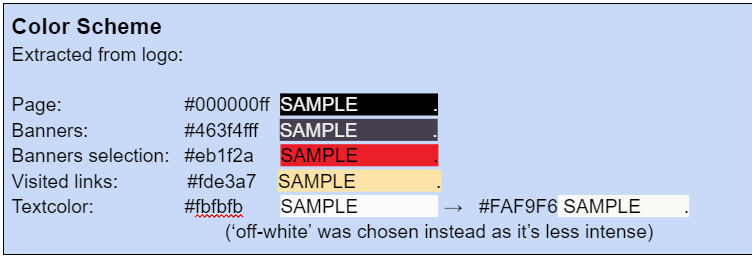 Color Scheme
Extracted from logo:
Page: #000000ff SAMPLE .
Banners: #463f4fff SAMPLE .
Banners selection: #eb1f2a SAMPLE .
Visited links: #fde3a7 SAMPLE .
Textcolor: #fbfbfb SAMPLE → #FAF9F6 SAMPLE .
(‘off-white’ was chosen instead as it’s less intense)